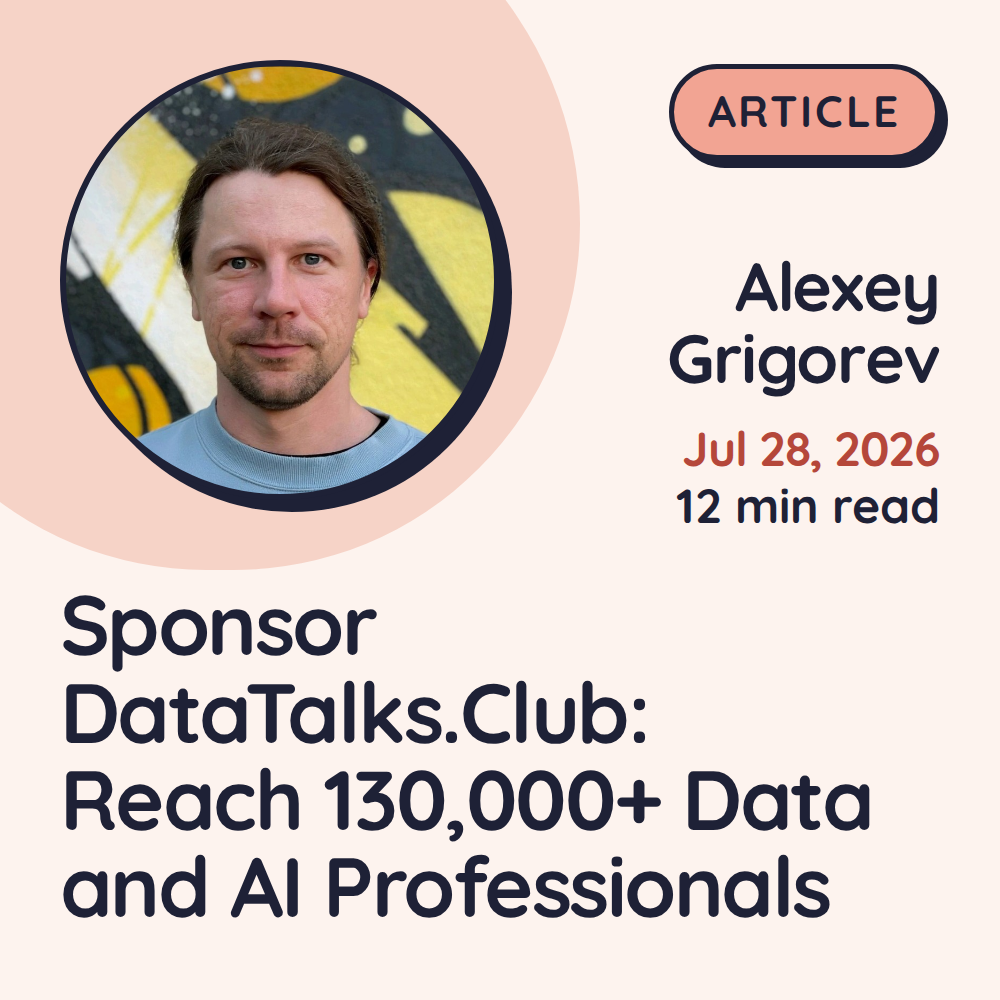 ARTICLE
Alexey
Grigorev
Jul 28, 2026
12 min read
Sponsor
DataTalks.Club:
Reach 130,000+ Data
and AI Professionals